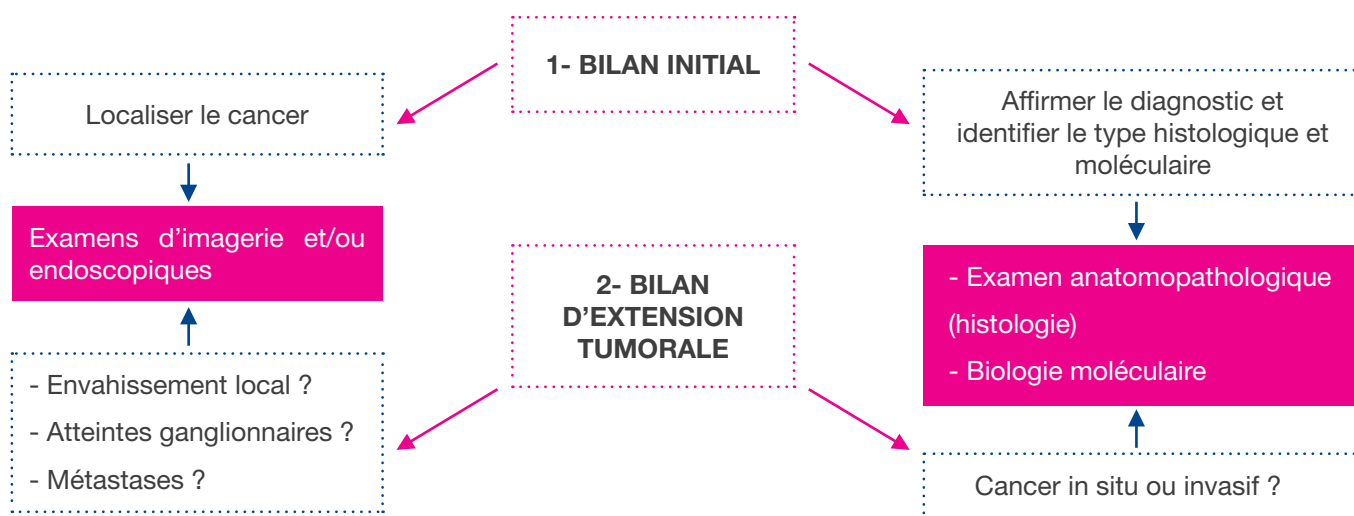 1- BILAN INITIAL
Localiser le cancer
Affirmer le diagnostic et
identifier le type histologique et
moléculaire
Examens d’imagerie et/ou
endoscopiques
2- BILAN
D’EXTENSION
TUMORALE
- Examen anatomopathologique
(histologie)
- Biologie moléculaire
- Envahissement local ?
- Atteintes ganglionnaires ?
- Métastases ?
Cancer in situ ou invasif ?